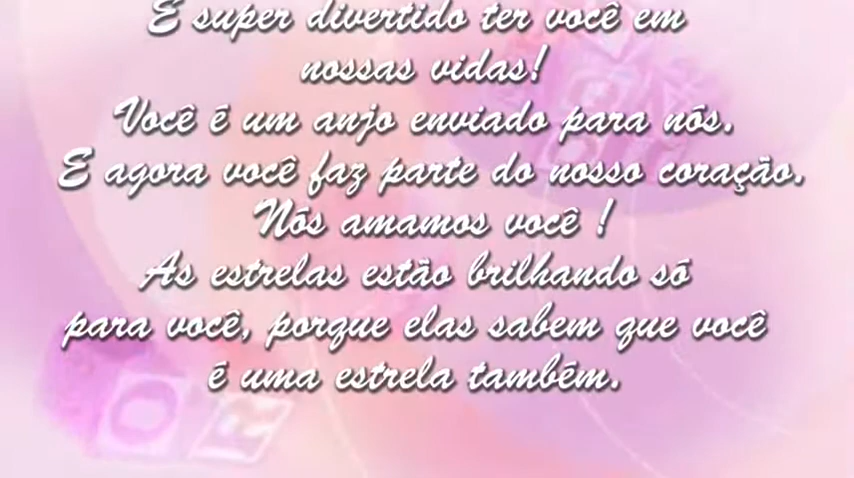 É super divertido ter você em
nossas vidas!
Você é um anjo enviado para nós.
E agora você faz parte do nosso coração.
Nós amamos você !
As estrelas estão brilhando só
para você, porque elas sabem que você
é uma estrela também.